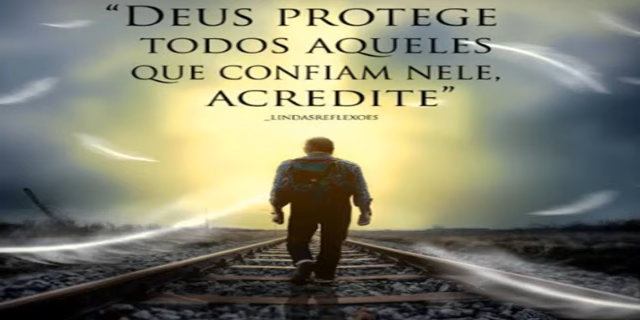 “DEUS PROTEGE
TODOS AQUELES
QUE CONFIAM NELE,
ACREDITE”
_LINDASREFLEXOES